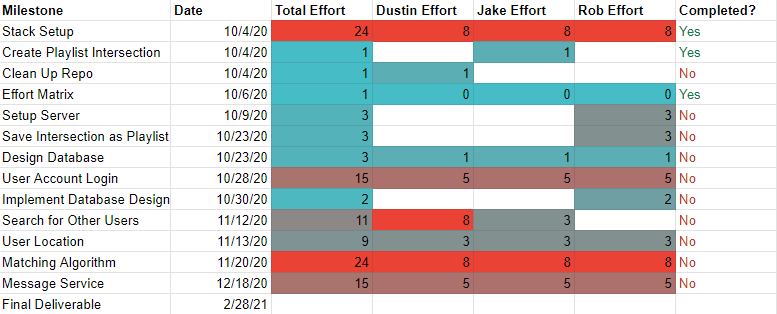 Milestone Date Total Effort Dustin Effort Jake Effort Rob Effort Completed?
Stack Setup 10/4/20 24 8 8 8 Yes
Create Playlist Intersection 10/4/20 1 1 Yes
Clean Up Repo 10/4/20 1 1 No
Effort Matrix 10/6/20 1 0 0 0 Yes
Setup Server 10/9/20 3 3 No
Save Intersection as Playlist 10/23/20 3 3 No
Design Database 10/23/20 3 1 1 1 No
User Account Login 10/28/20 15 5 5 5 No
Implement Database Design 10/30/20 2 2 No
Search for Other Users 11/12/20 11 8 3 No
User Location 11/13/20 9 3 3 3 No
Matching Algorithm 11/20/20 24 8 8 8 No
Message Service 12/18/20 15 5 5 5 No
Final Deliverable 2/28/21